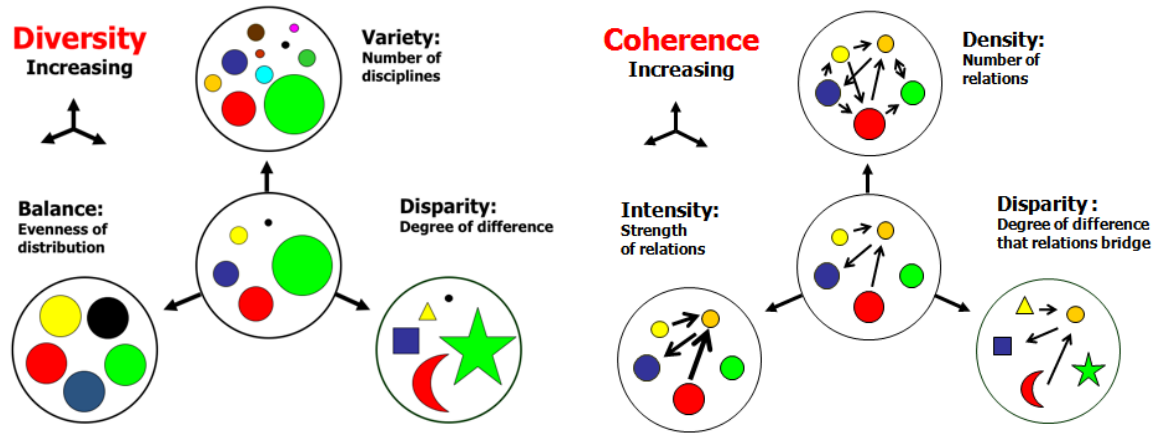 Diversity
Increasing
Variety:
Number of
disciplines
Balance:
Evenness of
distribution
Disparity:
Degree of difference
Coherence
Increasing
Density:
Number of
relations
Intensity:
Strength
of relations
Disparity :
Degree of difference
that relations bridge